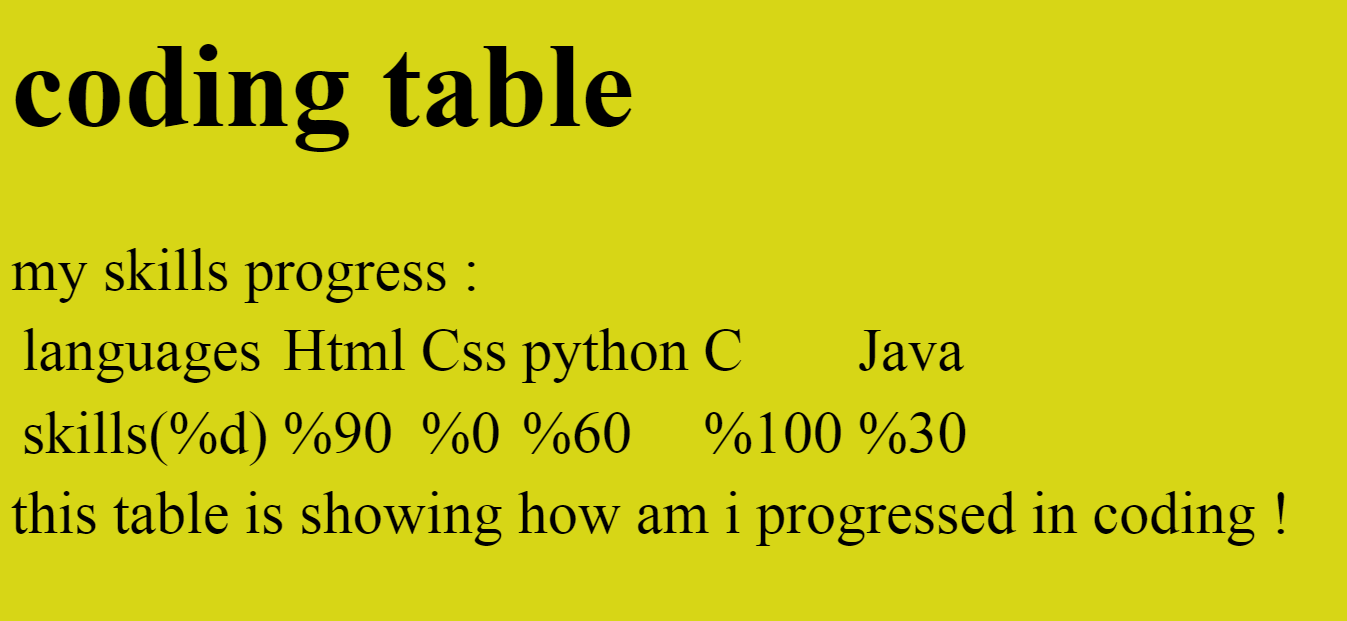 coding table
my skills progress :
languages Html Css python C Java
skills(%d) %90 %0 %60 %100 %30
this table is showing how am i progressed in coding !